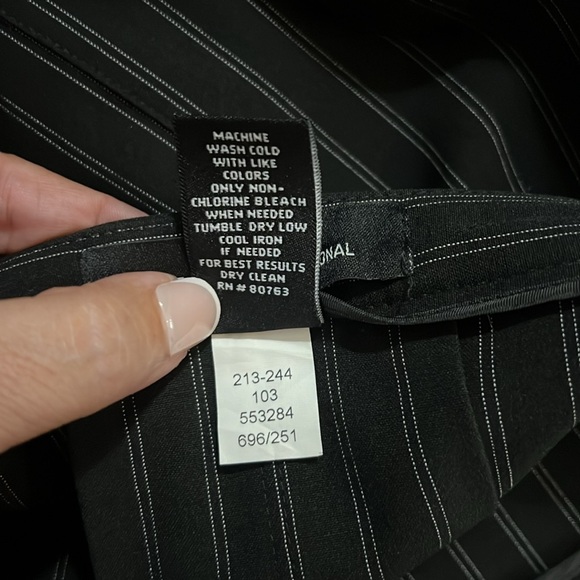 MACHINE
WASH COLD
WITH LIKE
COLORS
ONLY NON-
CHLORINE BLEACH
WHEN NEEDED
TUMBLE DRY LOW
COOL IRON
IF NEEDED
FOR BEST RESULTS
DRY CLEAN
RN # 80763
ONAL
213-244
103
553284
696/251